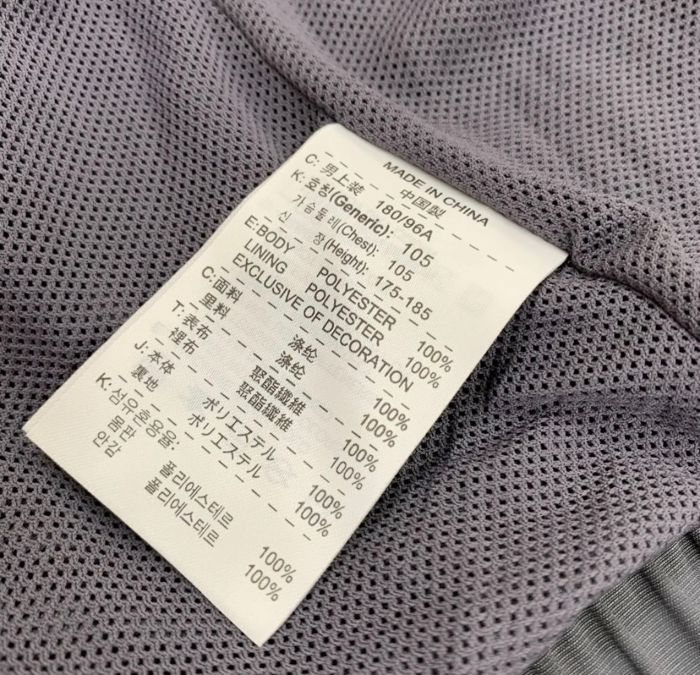 MADE IN CHINA
中国製
C:男上装 180/96A
K:호칭(Generic): 105
가슴둘레(Chest): 105
신 장(Height): 175-185
E:BODY POLYESTER 100%
LINING POLYESTER 100%
EXCLUSIVE OF DECORATION
C:面料 涤纶 100%
里料 涤纶 100%
T:表布 聚酯纖維 100%
裡布 聚酯纖維 100%
J:本体 ポリエステル 100%
裏地 ポリエステル 100%
K:섬유혼용율:
몸판 폴리에스테르 100%
안감 폴리에스테르 100%